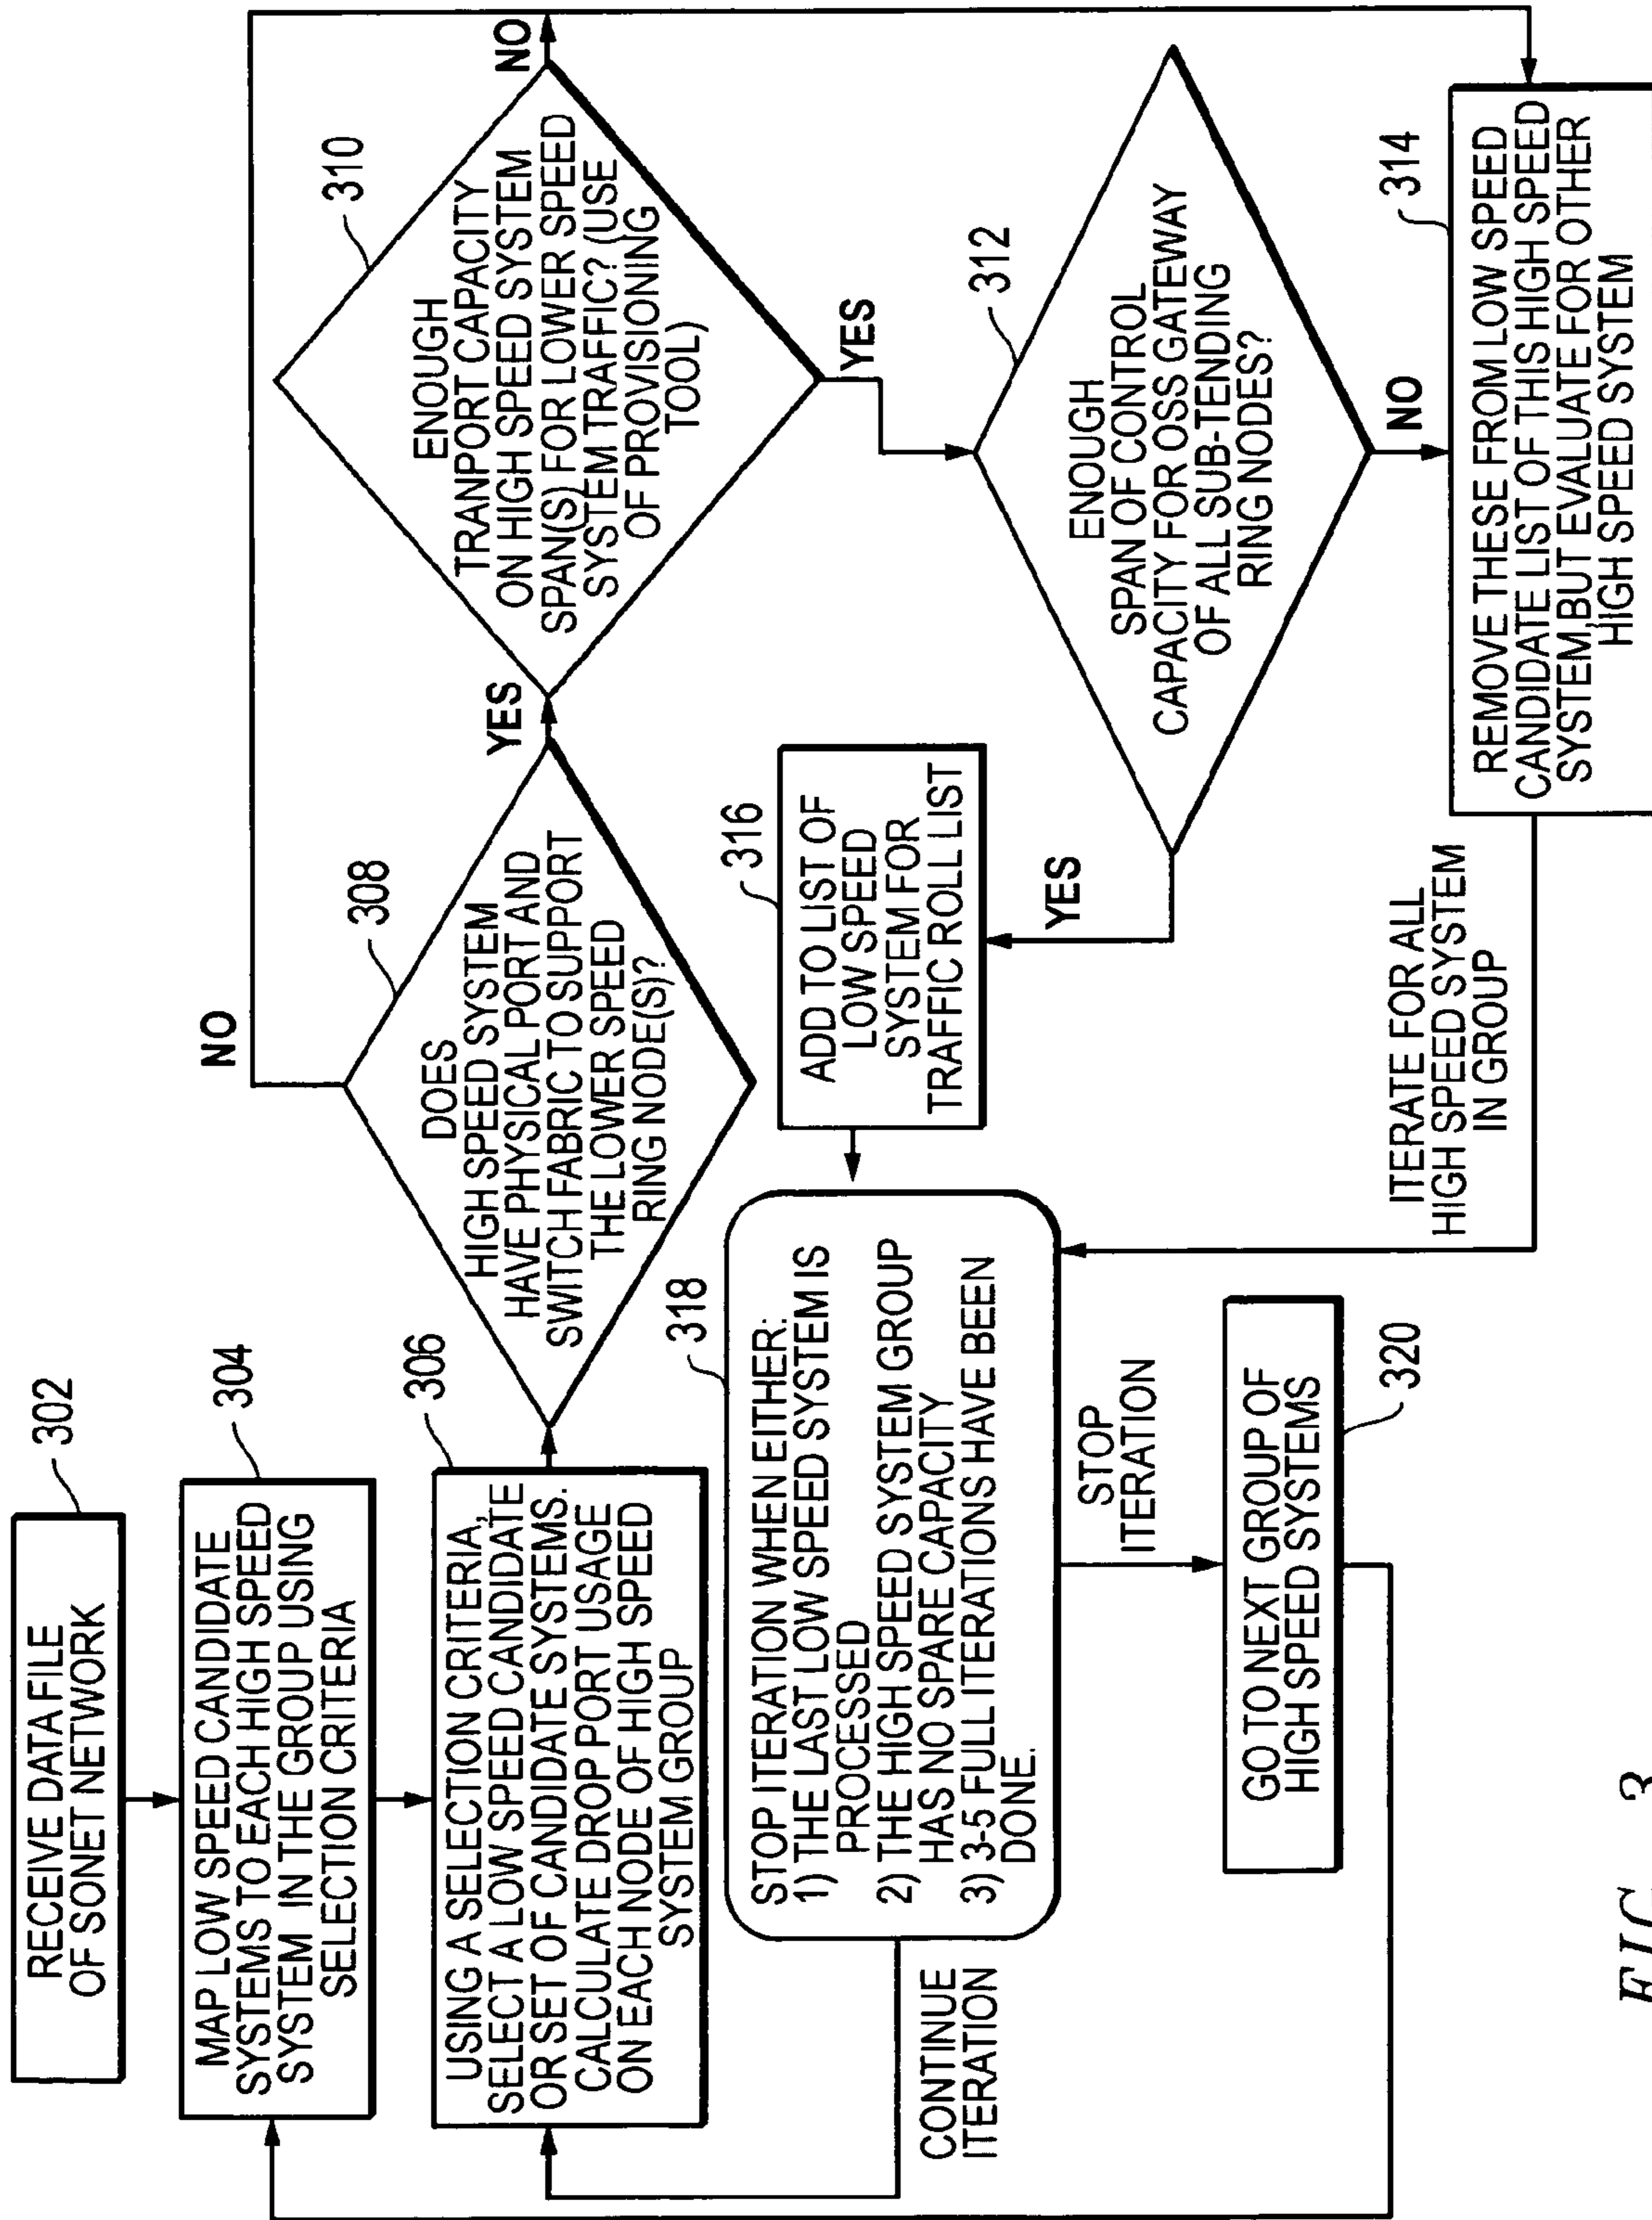 302
RECEIVE DATA FILE
OF SONET NETWORK
304
MAP LOW SPEED CANDIDATE
SYSTEMS TO EACH HIGH SPEED
SYSTEM IN THE GROUP USING
SELECTION CRITERIA
306
USING A SELECTION CRITERIA,
SELECT A LOW SPEED CANDIDATE
OR SET OF CANDIDATE SYSTEMS.
CALCULATE DROP PORT USAGE
ON EACH NODE OF HIGH SPEED
SYSTEM GROUP
308
DOES
HIGH SPEED SYSTEM
HAVE PHYSICAL PORT AND
SWITCH FABRIC TO SUPPORT
THE LOWER SPEED
RING NODE(S)?
NO
YES
310
ENOUGH
TRANPORT CAPACITY
ON HIGH SPEED SYSTEM
SPAN(S) FOR LOWER SPEED
SYSTEM TRAFFIC? (USE
OF PROVISIONING
TOOL)
NO
YES
312
ENOUGH
SPAN OF CONTROL
CAPACITY FOR OSS GATEWAY
OF ALL SUB-TENDING
RING NODES?
NO
YES
314
REMOVE THESE FROM LOW SPEED
CANDIDATE LIST OF THIS HIGH SPEED
SYSTEM, BUT EVALUATE FOR OTHER
HIGH SPEED SYSTEM
316
ADD TO LIST OF
LOW SPEED
SYSTEM FOR
TRAFFIC ROLL LIST
ITERATE FOR ALL
HIGH SPEED SYSTEM
IN GROUP
318
STOP ITERATION WHEN EITHER:
1) THE LAST LOW SPEED SYSTEM IS
PROCESSED
2) THE HIGH SPEED SYSTEM GROUP
HAS NO SPARE CAPACITY
3) 3-5 FULL ITERATIONS HAVE BEEN
DONE.
CONTINUE
ITERATION
STOP
ITERATION
GO TO NEXT GROUP OF
HIGH SPEED SYSTEMS
320
FIG. 3